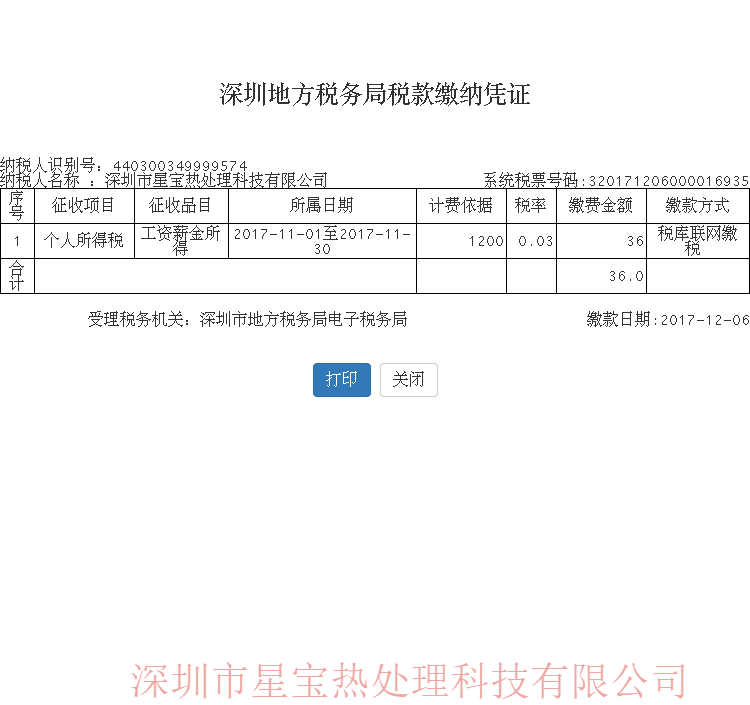 深圳地方税务局税款缴纳凭证
纳税人识别号：440300349999574
纳税人名称 ：深圳市星宝热处理科技有限公司 系统税票号码:320171206000016935
序号 征收项目 征收品目 所属日期 计费依据 税率 缴费金额 缴款方式
1 个人所得税 工资薪金所得 2017-11-01至2017-11-30 1200 0.03 36 税库联网缴税
合计 36.0
受理税务机关：深圳市地方税务局电子税务局 缴款日期:2017-12-06
打印 关闭
深圳市星宝热处理科技有限公司